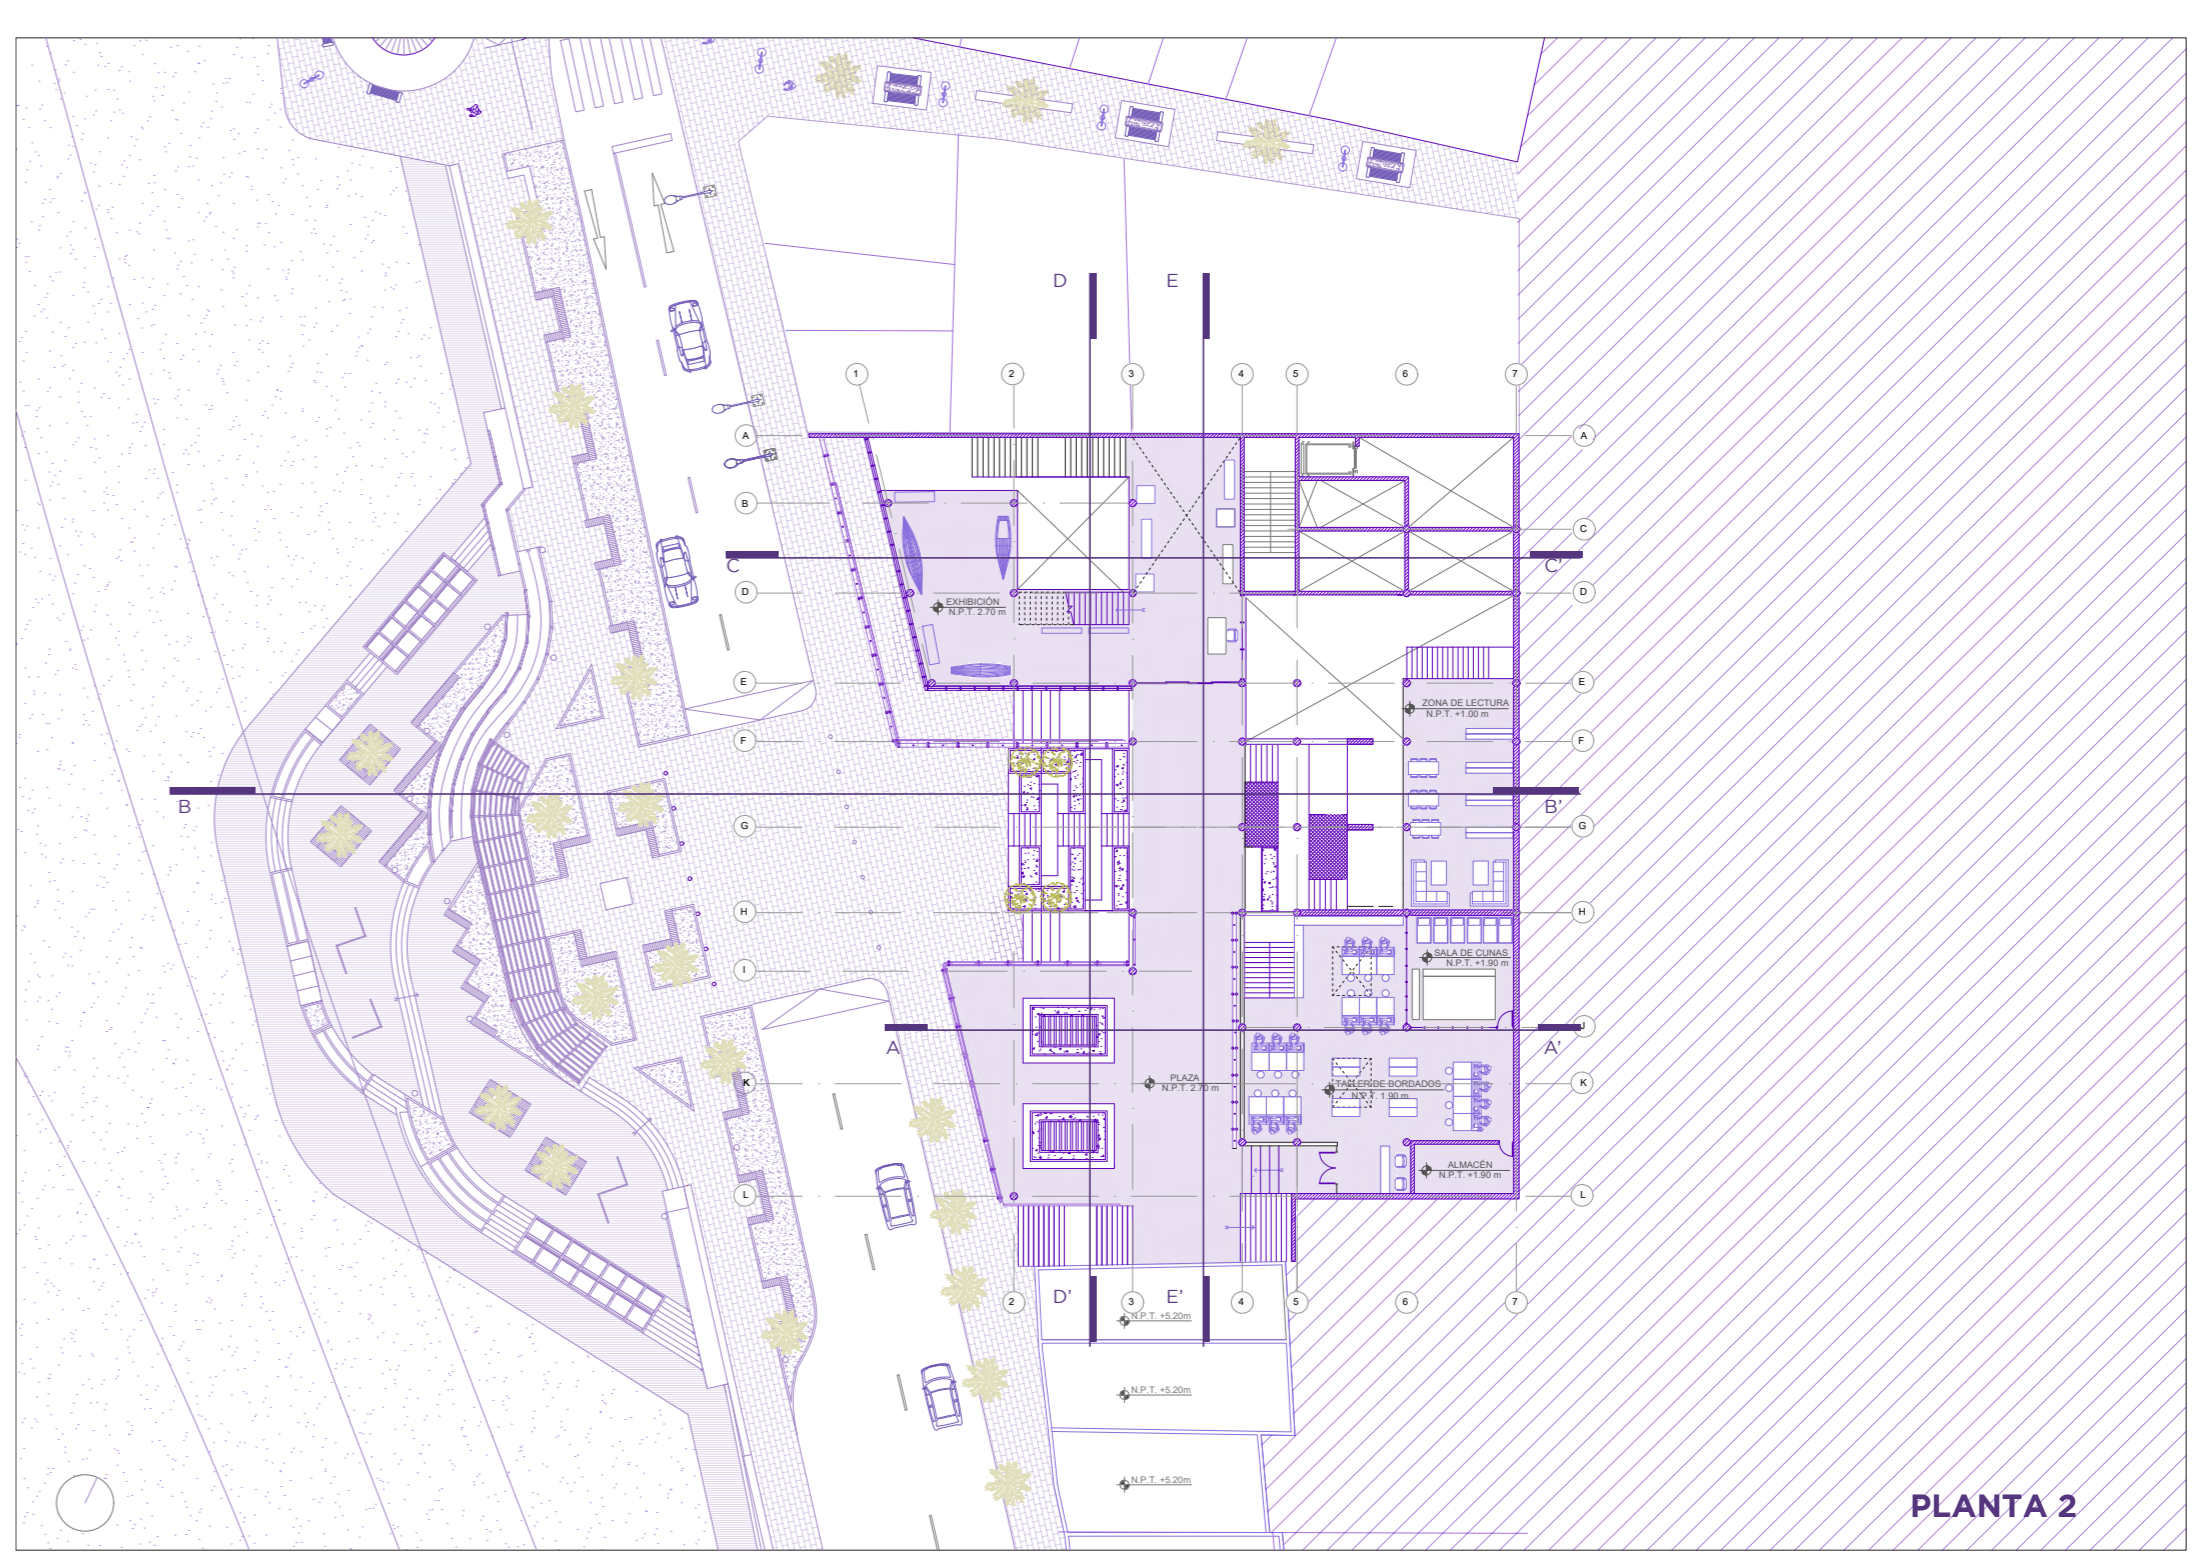 D E
1 2 3 4 5 6 7
A A
B
C
C C'
D D
EXHIBICIÓN
N.P.T. 2.70 m
E E
ZONA DE LECTURA
N.P.T. +1.00 m
F F
B B'
G G
H H
SALA DE CUNAS
N.P.T. +1.90 m
I
J
A A'
K K
PLAZA
N.P.T. 2.70 m
TALLER DE BORDADOS
N.P.T. 1.90 m
ALMACÉN
N.P.T. +1.90 m
L L
D' E'
2 3 4 5 6 7
N.P.T. +5.20m
N.P.T. +5.20m
N.P.T. +5.20m
PLANTA 2